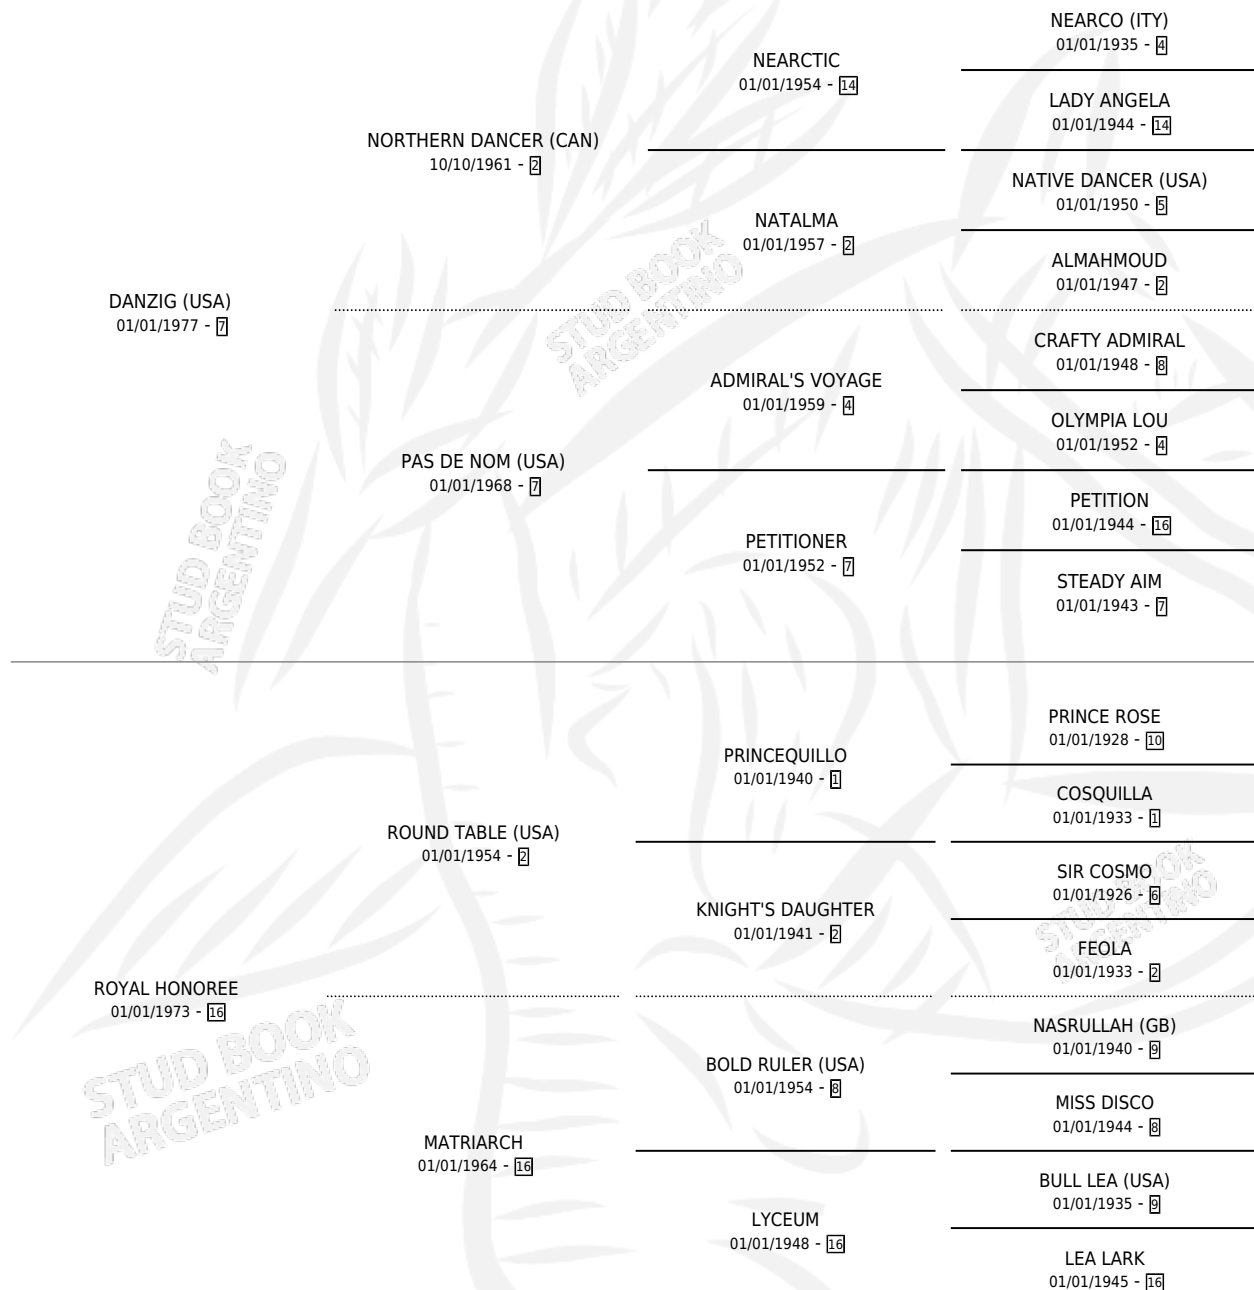 NEARCO (ITY)
01/01/1935 - 4
NEARCTIC
01/01/1954 - 14
LADY ANGELA
01/01/1944 - 14
NORTHERN DANCER (CAN)
10/10/1961 - 2
NATIVE DANCER (USA)
01/01/1950 - 5
NATALMA
01/01/1957 - 2
ALMAHMOUD
01/01/1947 - 2
DANZIG (USA)
01/01/1977 - 7
STUD BOOK
ARGENTINO
CRAFTY ADMIRAL
01/01/1948 - 8
ADMIRAL'S VOYAGE
01/01/1959 - 4
OLYMPIA LOU
01/01/1952 - 4
PAS DE NOM (USA)
01/01/1968 - 7
PETITION
01/01/1944 - 16
PETITIONER
01/01/1952 - 7
STEADY AIM
01/01/1943 - 7
STUD BOOK
ARGENTINO
PRINCE ROSE
01/01/1928 - 10
PRINCEQUILLO
01/01/1940 - 1
COSQUILLA
01/01/1933 - 1
ROUND TABLE (USA)
01/01/1954 - 2
SIR COSMO
01/01/1926 - 6
KNIGHT'S DAUGHTER
01/01/1941 - 2
STUD BOOK
ARGENTINO
FEOLA
01/01/1933 - 2
ROYAL HONOREE
01/01/1973 - 16
STUD BOOK
ARGENTINO
NASRULLAH (GB)
01/01/1940 - 9
BOLD RULER (USA)
01/01/1954 - 8
MISS DISCO
01/01/1944 - 8
MATRIARCH
01/01/1964 - 16
BULL LEA (USA)
01/01/1935 - 9
LYCEUM
01/01/1948 - 16
LEA LARK
01/01/1945 - 16